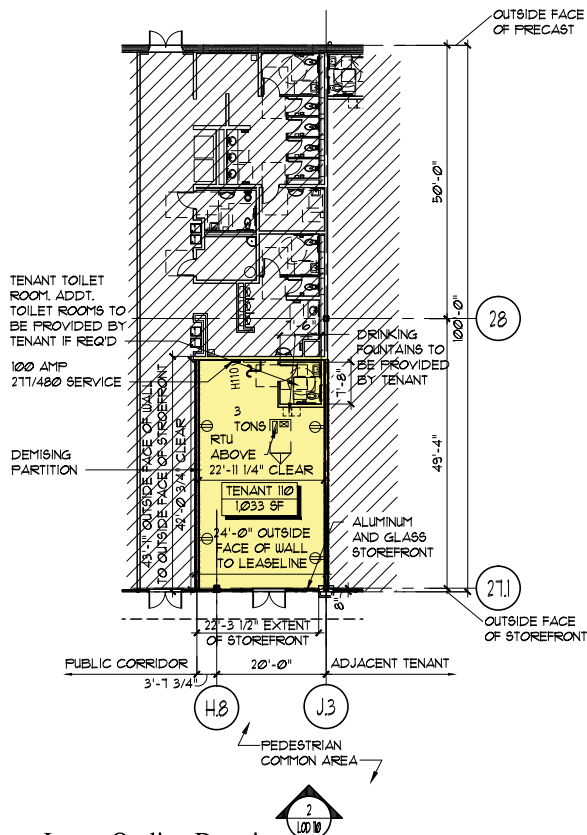 OUTSIDE FACE
OF PRECAST
50'-0"
100'-0"
28
TENANT TOILET
ROOM. ADDT.
TOILET ROOMS TO
BE PROVIDED BY
TENANT IF REQ'D
100 AMP
277/480 SERVICE
DRINKING
FOUNTAINS TO
BE PROVIDED
BY TENANT
H110
7'-8"
3
TONS
RTU
ABOVE
22'-11 1/4" CLEAR
DEMISING
PARTITION
43'-1" OUTSIDE FACE OF WALL
TO OUTSIDE FACE OF STROEFRONT
42'-0 3/4" CLEAR
TENANT 110
1,033 SF
49'-4"
24'-0" OUTSIDE
FACE OF WALL
TO LEASELINE
ALUMINUM
AND GLASS
STOREFRONT
27.1
8"
OUTSIDE FACE
OF STOREFRONT
22'-3 1/2" EXTENT
OF STOREFRONT
PUBLIC CORRIDOR
20'-0"
ADJACENT TENANT
3'-7 3/4"
H.8
J.3
PEDESTRIAN
COMMON AREA
2
LOD 110